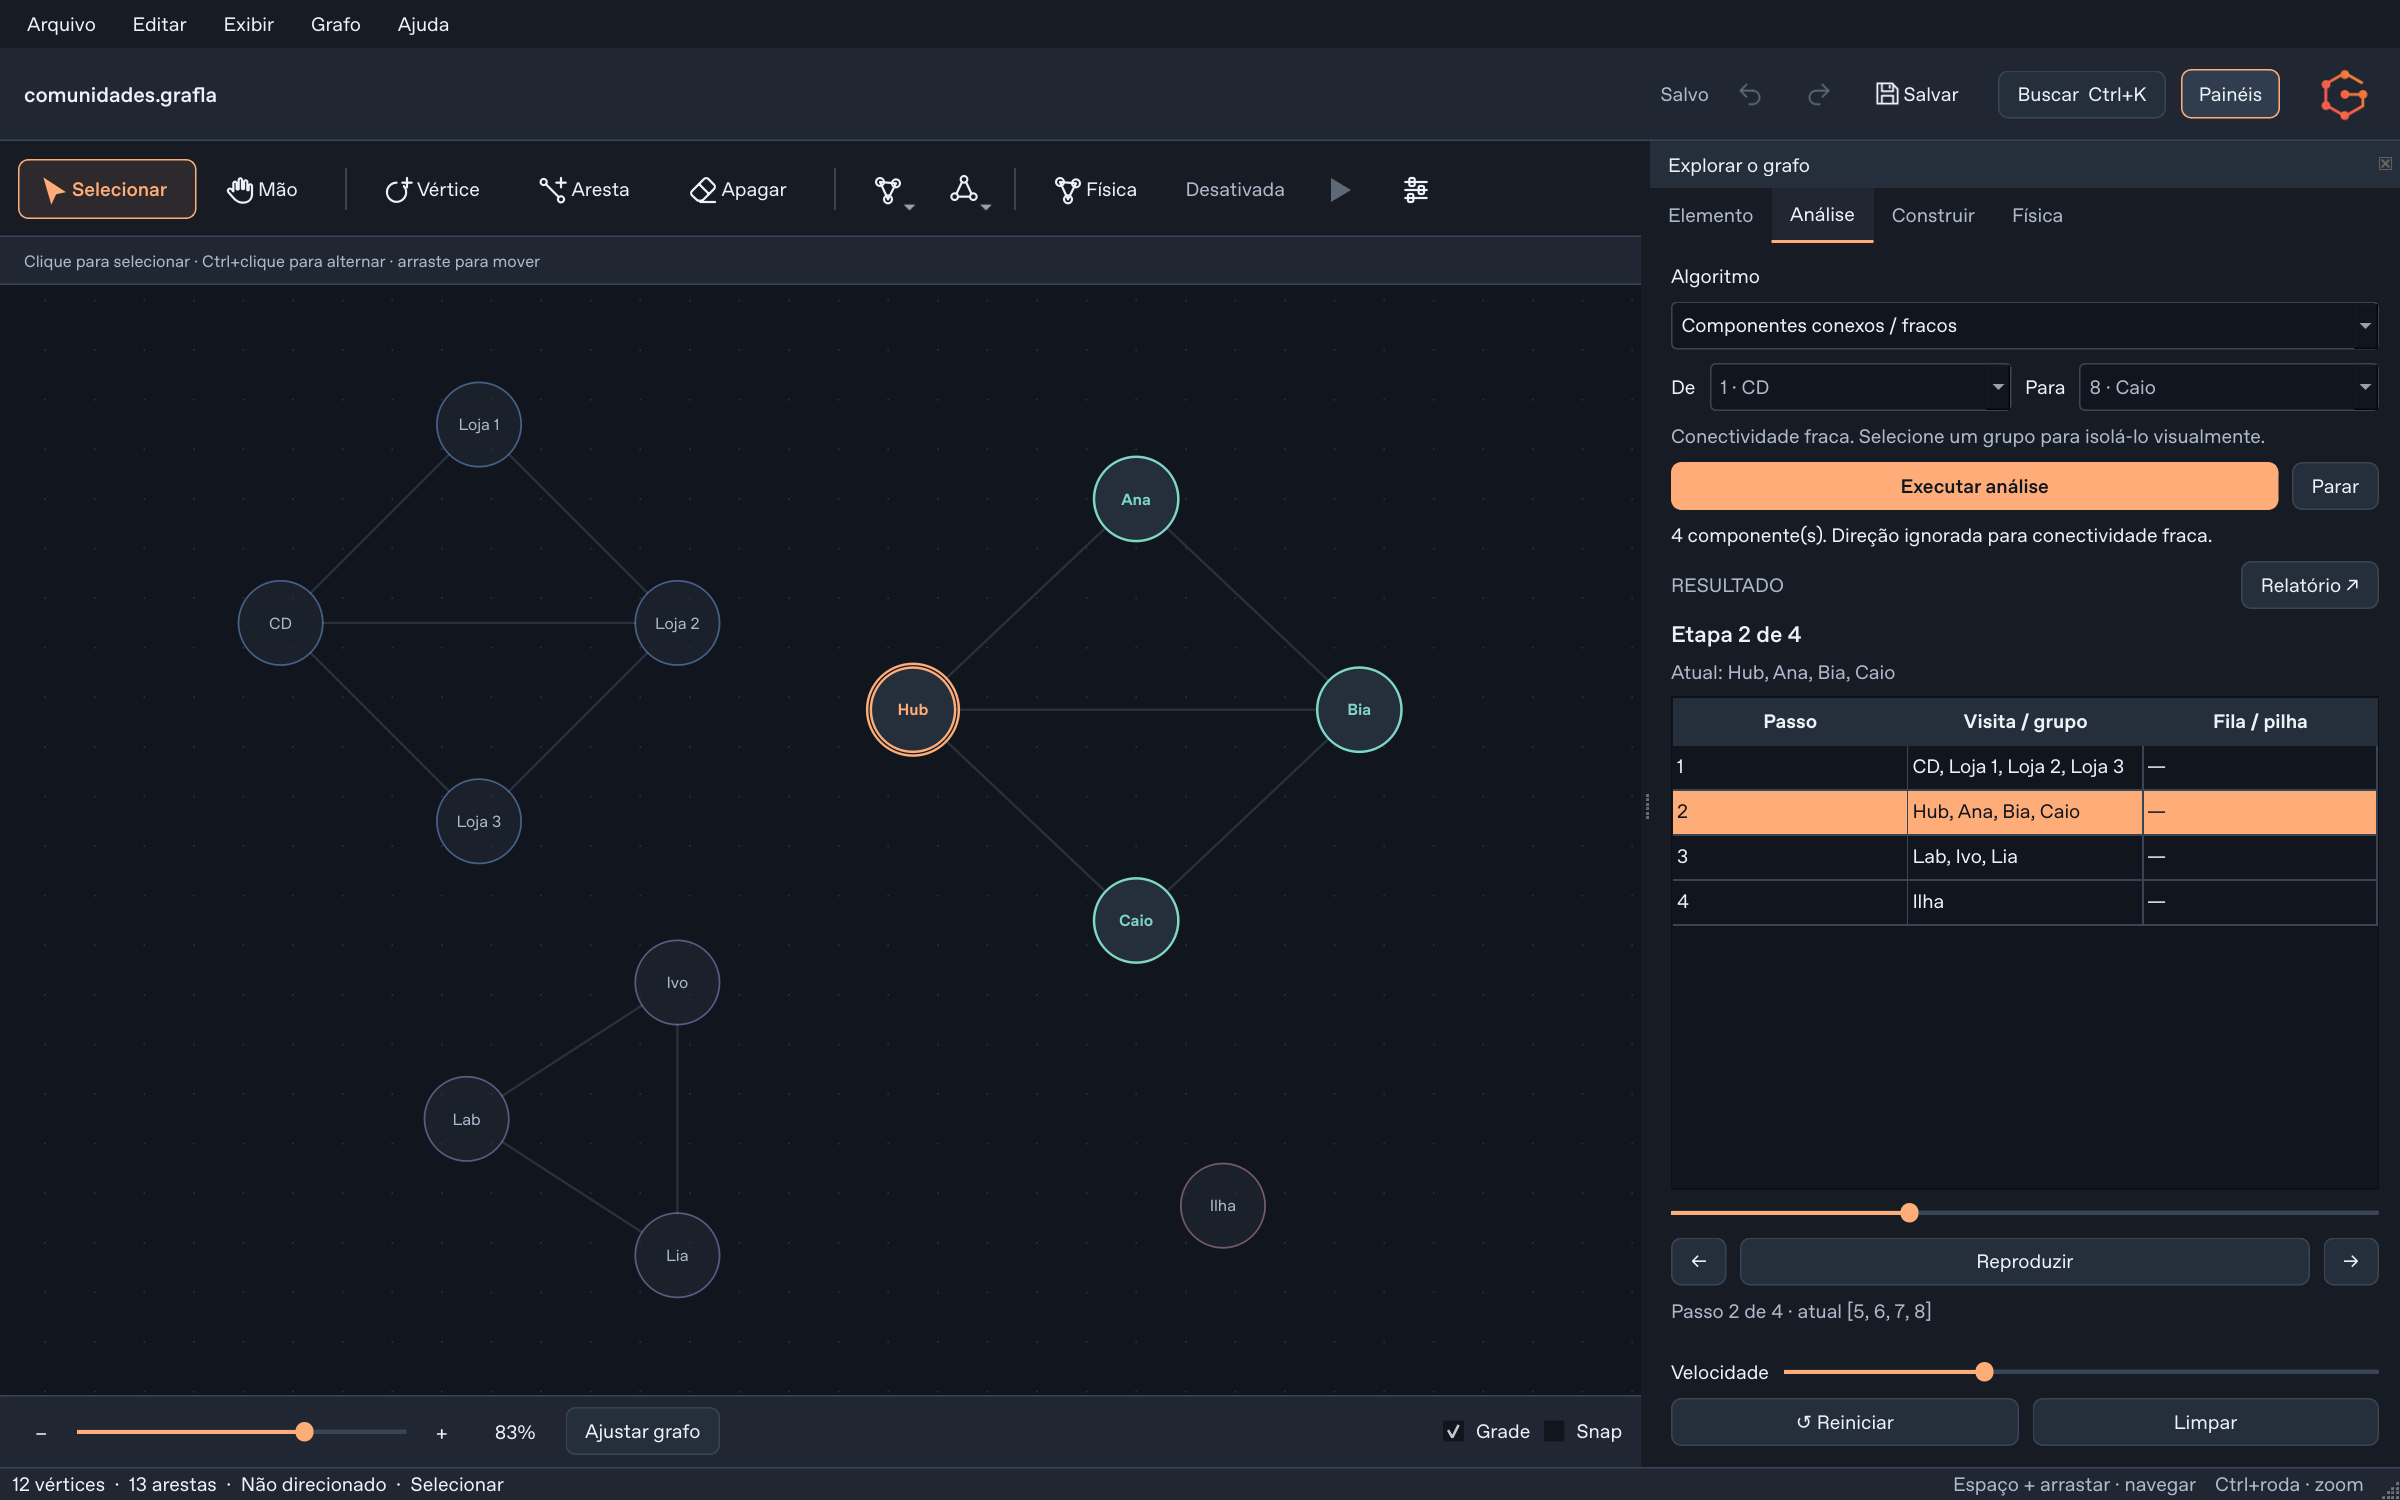 Arquivo Editar Exibir Grafo Ajuda
comunidades.grafla
Salvo Salvar Buscar Ctrl+K Painéis
Selecionar Mão Vértice Aresta Apagar Física Desativada
Clique para selecionar · Ctrl+clique para alternar · arraste para mover
Loja 1
CD
Loja 2
Loja 3
Ana
Hub
Bia
Caio
Ivo
Lab
Lia
Ilha
Explorar o grafo
Elemento Análise Construir Física
Algoritmo
Componentes conexos / fracos
De 1 · CD Para 8 · Caio
Conectividade fraca. Selecione um grupo para isolá-lo visualmente.
Executar análise Parar
4 componente(s). Direção ignorada para conectividade fraca.
RESULTADO Relatório ↗
Etapa 2 de 4
Atual: Hub, Ana, Bia, Caio
Passo Visita / grupo Fila / pilha
1 CD, Loja 1, Loja 2, Loja 3 —
2 Hub, Ana, Bia, Caio —
3 Lab, Ivo, Lia —
4 Ilha —
← Reproduzir →
Passo 2 de 4 · atual [5, 6, 7, 8]
Velocidade
↺ Reiniciar Limpar
− + 83% Ajustar grafo Grade Snap
12 vértices · 13 arestas · Não direcionado · Selecionar
Espaço + arrastar · navegar Ctrl+roda · zoom